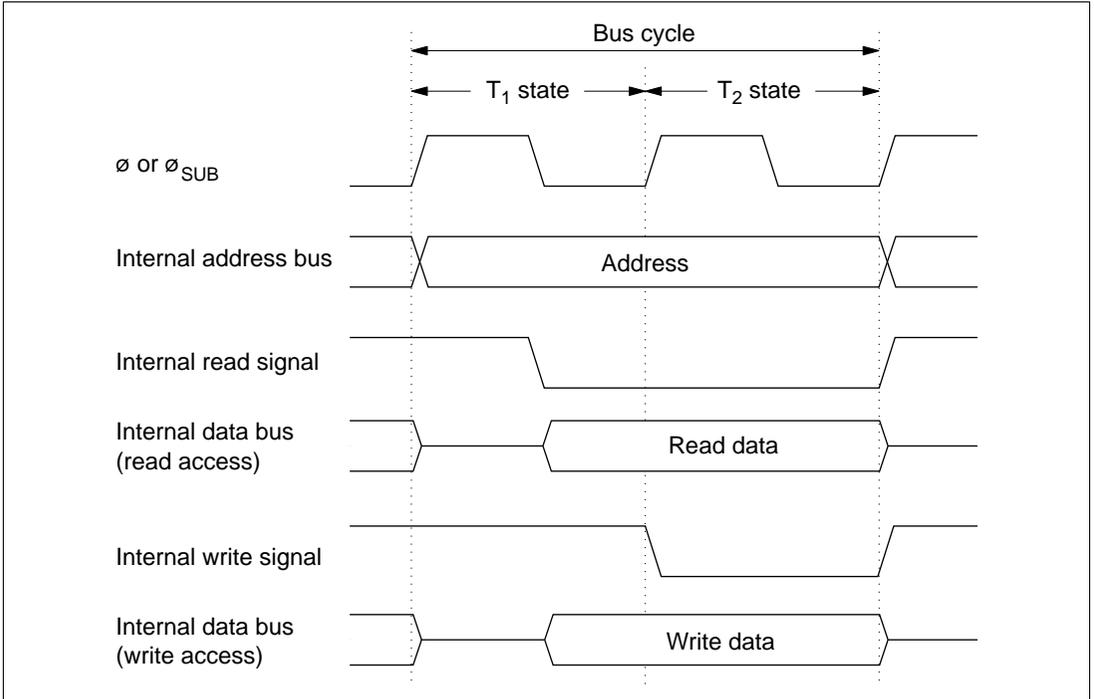 Bus cycle
T1 state
T2 state
ø or øSUB
Internal address bus
Address
Internal read signal
Internal data bus
(read access)
Read data
Internal write signal
Internal data bus
(write access)
Write data